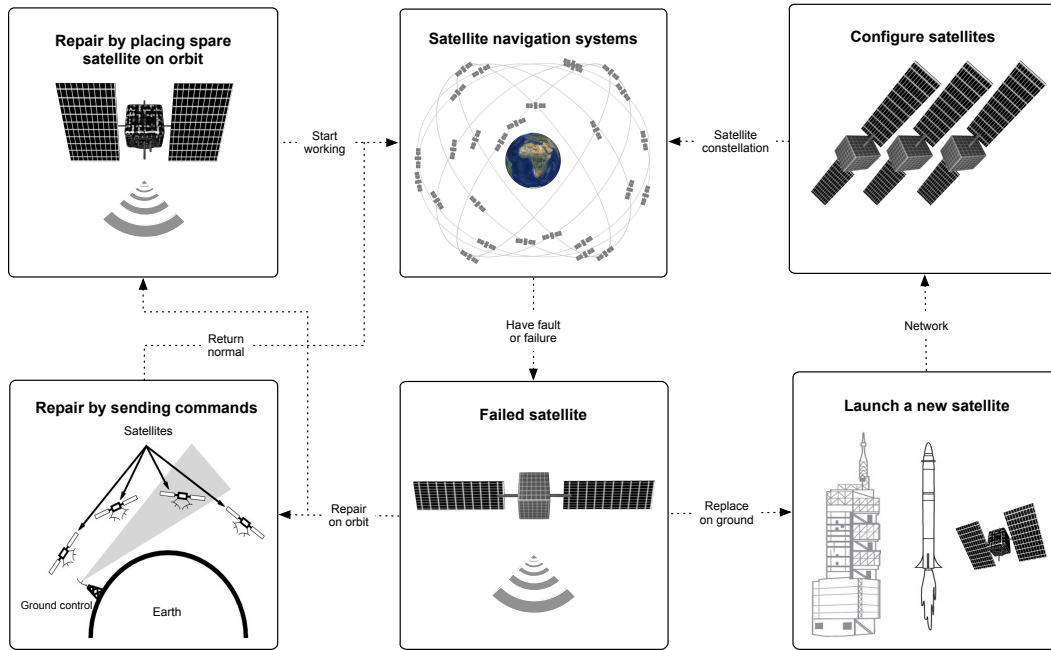 Repair by placing spare
satellite on orbit
Satellite navigation systems
Configure satellites
Start
working
Satellite
constellation
Return
normal
Have fault
or failure
Network
Repair by sending commands
Satellites
Ground control
Earth
Repair
on orbit
Failed satellite
Replace
on ground
Launch a new satellite